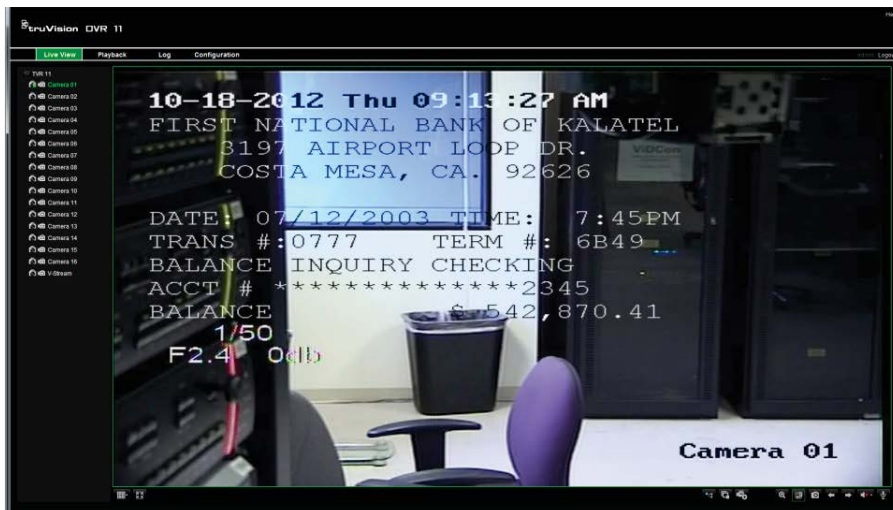 truVision DVR 11
Live View Playback Log Configuration
TVR 11
Camera 01
Camera 02
Camera 03
Camera 04
Camera 05
Camera 06
Camera 07
Camera 08
Camera 09
Camera 10
Camera 11
Camera 12
Camera 13
Camera 14
Camera 15
Camera 16
V-Stream
10-18-2012 Thu 09:13:27 AM
FIRST NATIONAL BANK OF KALATEL
3197 AIRPORT LOOP DR.
COSTA MESA, CA. 92626
DATE: 07/12/2003 TIME: 7:45PM
TRANS #:0777 TERM #: 6B49
BALANCE INQUIRY CHECKING
ACCT # **************2345
BALANCE $ 542,870.41
1/50
F2.4 0db
Camera 01